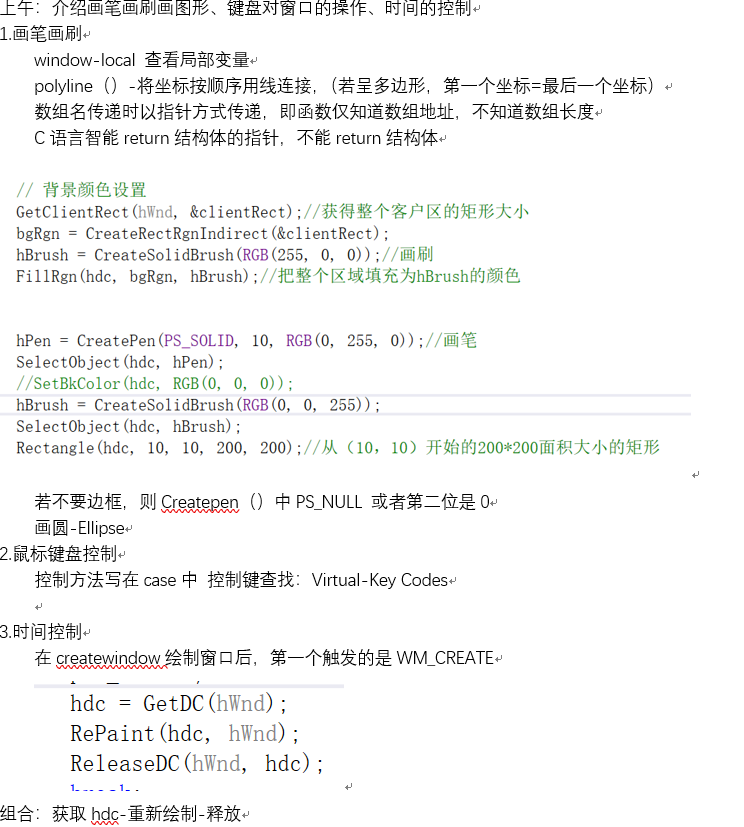 上午：介绍画笔画刷画图形、键盘对窗口的操作、时间的控制
1.画笔画刷
window-local 查看局部变量
polyline（）-将坐标按顺序用线连接，（若呈多边形，第一个坐标=最后一个坐标）
数组名传递时以指针方式传递，即函数仅知道数组地址，不知道数组长度
C 语言智能 return 结构体的指针，不能 return 结构体
// 背景颜色设置
GetClientRect(hWnd, &clientRect);//获得整个客户区的矩形大小
bgRgn = CreateRectRgnIndirect(&clientRect);
hBrush = CreateSolidBrush(RGB(255, 0, 0));//画刷
FillRgn(hdc, bgRgn, hBrush);//把整个区域填充为hBrush的颜色
hPen = CreatePen(PS_SOLID, 10, RGB(0, 255, 0));//画笔
SelectObject(hdc, hPen);
//SetBkColor(hdc, RGB(0, 0, 0));
hBrush = CreateSolidBrush(RGB(0, 0, 255));
SelectObject(hdc, hBrush);
Rectangle(hdc, 10, 10, 200, 200);//从（10，10）开始的200*200面积大小的矩形
若不要边框，则 Createpen（）中 PS_NULL 或者第二位是 0
画圆-Ellipse
2.鼠标键盘控制
控制方法写在 case 中 控制键查找：Virtual-Key Codes
3.时间控制
在 createwindow 绘制窗口后，第一个触发的是 WM_CREATE
hdc = GetDC(hWnd);
RePaint(hdc, hWnd);
ReleaseDC(hWnd, hdc);
组合：获取 hdc-重新绘制-释放